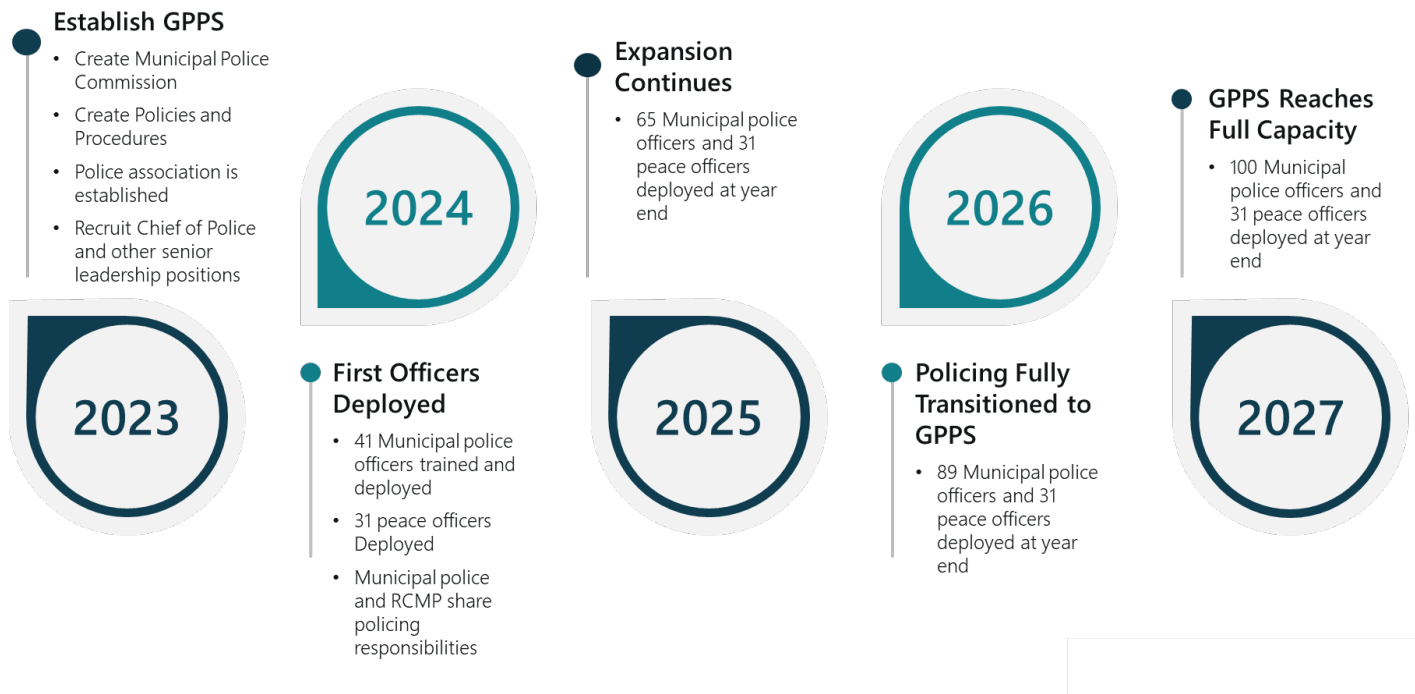 Establish GPPS
• Create Municipal Police
Commission
• Create Policies and
Procedures
• Police association is
established
• Recruit Chief of Police
and other senior
leadership positions
2023
2024
First Officers
Deployed
• 41 Municipal police
officers trained and
deployed
• 31 peace officers
Deployed
• Municipal police
and RCMP share
policing
responsibilities
Expansion
Continues
• 65 Municipal police
officers and 31
peace officers
deployed at year
end
2025
2026
Policing Fully
Transitioned to
GPPS
• 89 Municipal police
officers and 31
peace officers
deployed at year
end
GPPS Reaches
Full Capacity
• 100 Municipal
police officers and
31 peace officers
deployed at year
end
2027